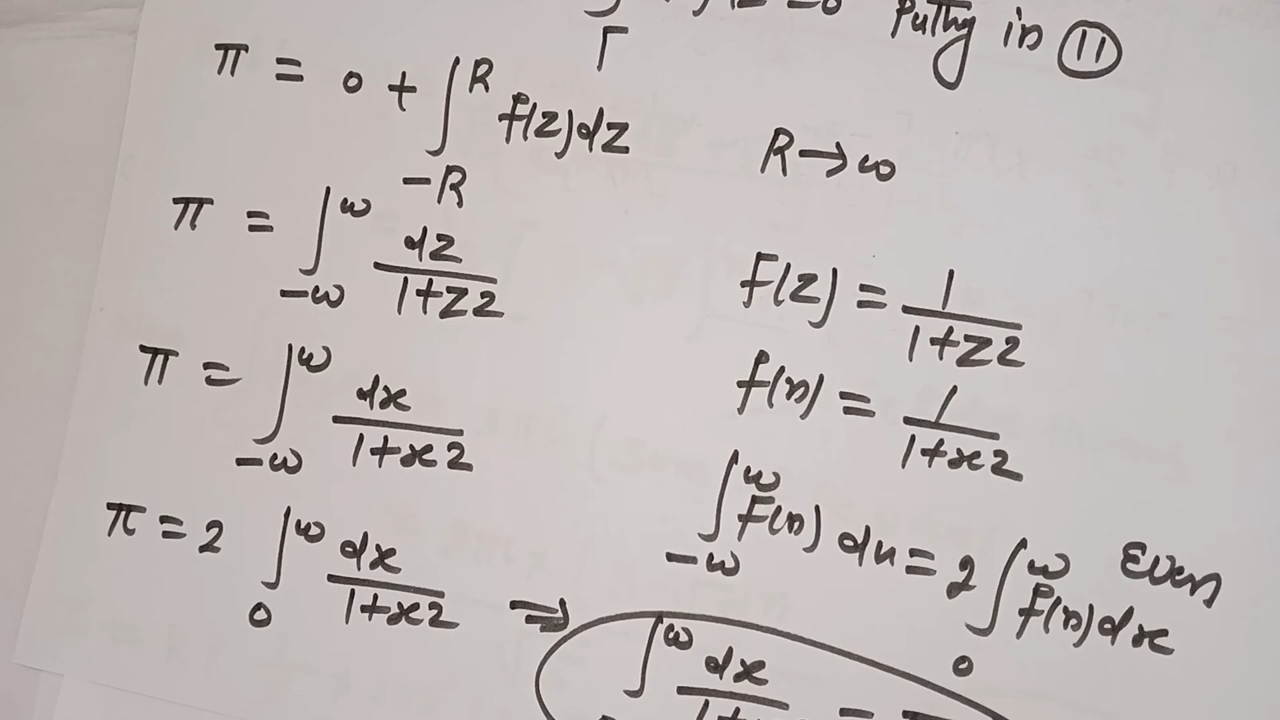 Putting in (11)
Γ
π = 0 + ∫_{-R}^{R} f(z)dz
R → ∞
π = ∫_{-∞}^{∞} dz/(1+z2)
F(z) = 1/(1+z2)
π = ∫_{-∞}^{∞} dx/(1+x2)
f(x) = 1/(1+x2)
∫_{-∞}^{∞} F(x) dx = 2 ∫_{0}^{∞} f(x)dx Even
π = 2 ∫_{0}^{∞} dx/(1+x2) ⇒
∫^{∞} dx